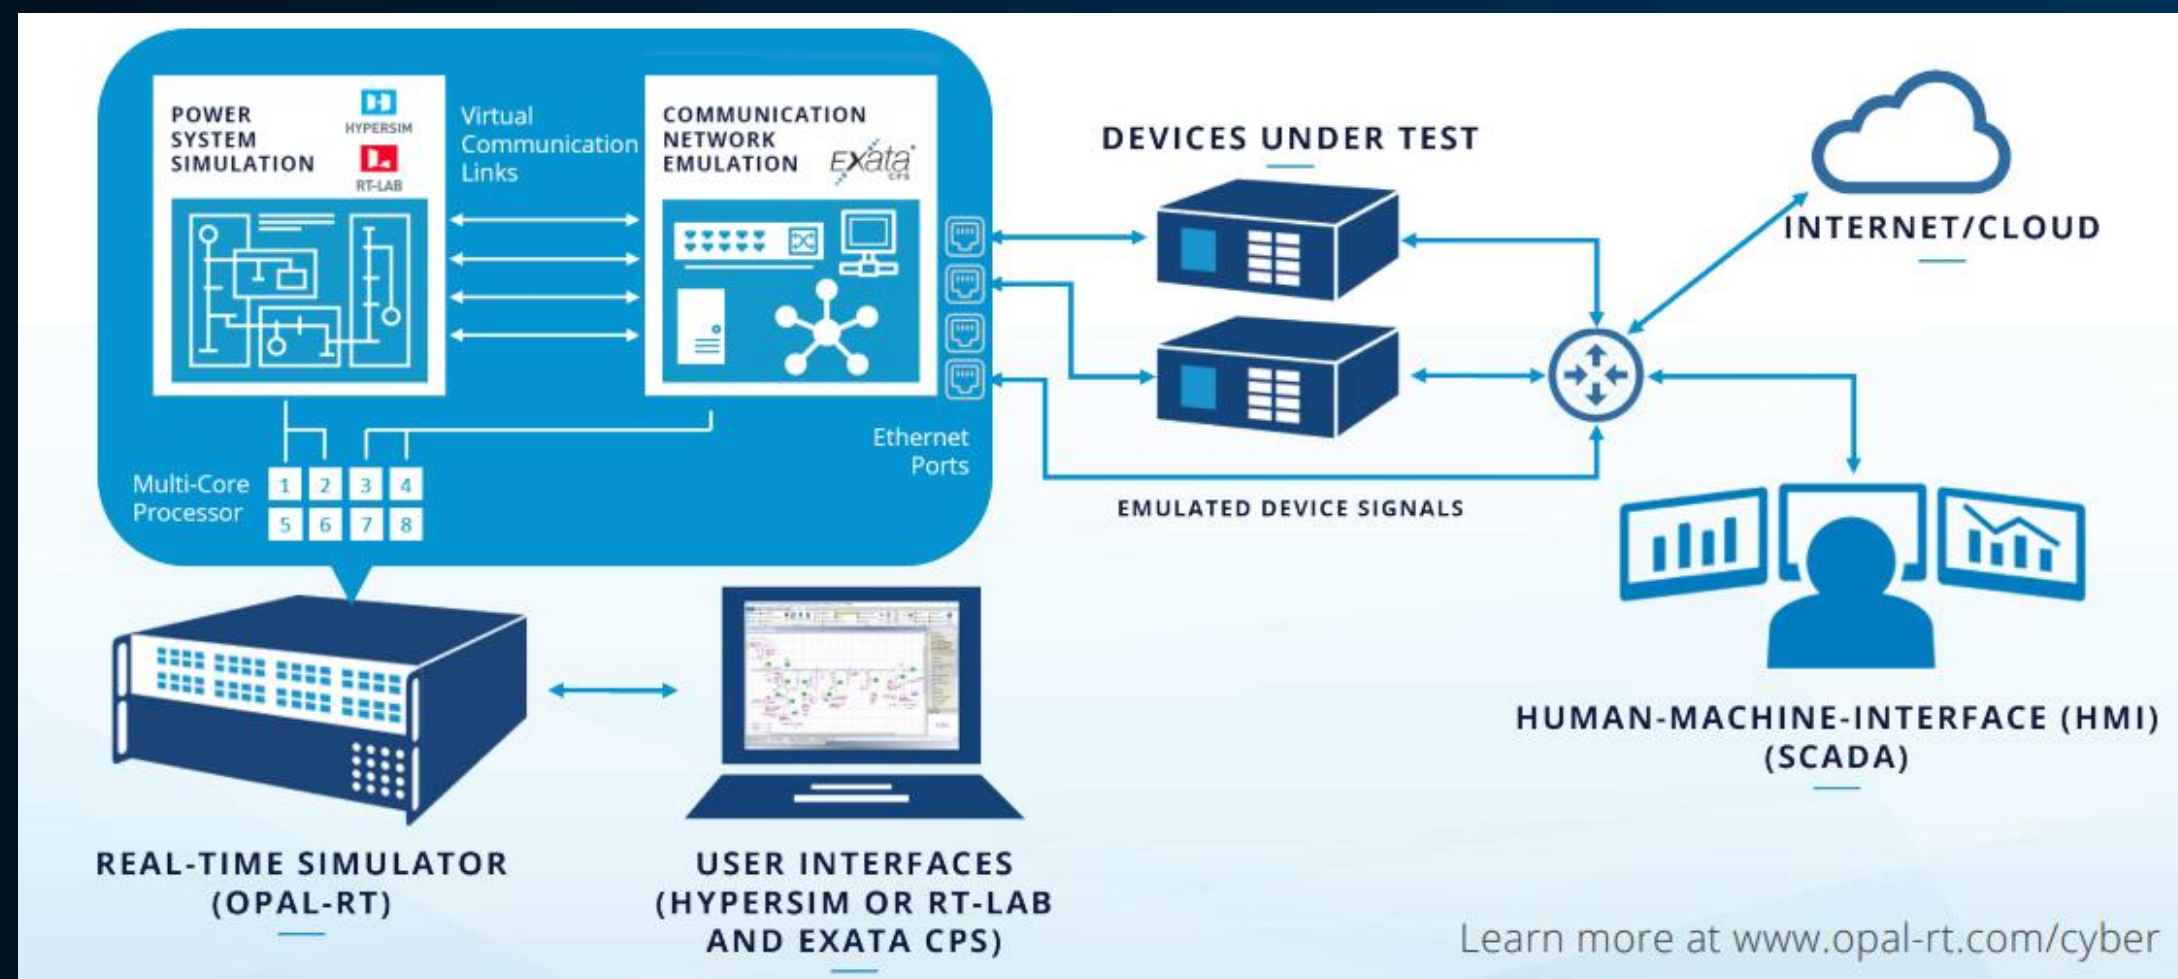 POWER
SYSTEM
SIMULATION
HYPERSIM
RT-LAB
Virtual
Communication
Links
COMMUNICATION
NETWORK
EMULATION
EXata
CPS
Multi-Core
Processor
1 2 3 4
5 6 7 8
Ethernet
Ports
DEVICES UNDER TEST
INTERNET/CLOUD
EMULATED DEVICE SIGNALS
HUMAN-MACHINE-INTERFACE (HMI)
(SCADA)
REAL-TIME SIMULATOR
(OPAL-RT)
USER INTERFACES
(HYPERSIM OR RT-LAB
AND EXATA CPS)
Learn more at www.opal-rt.com/cyber